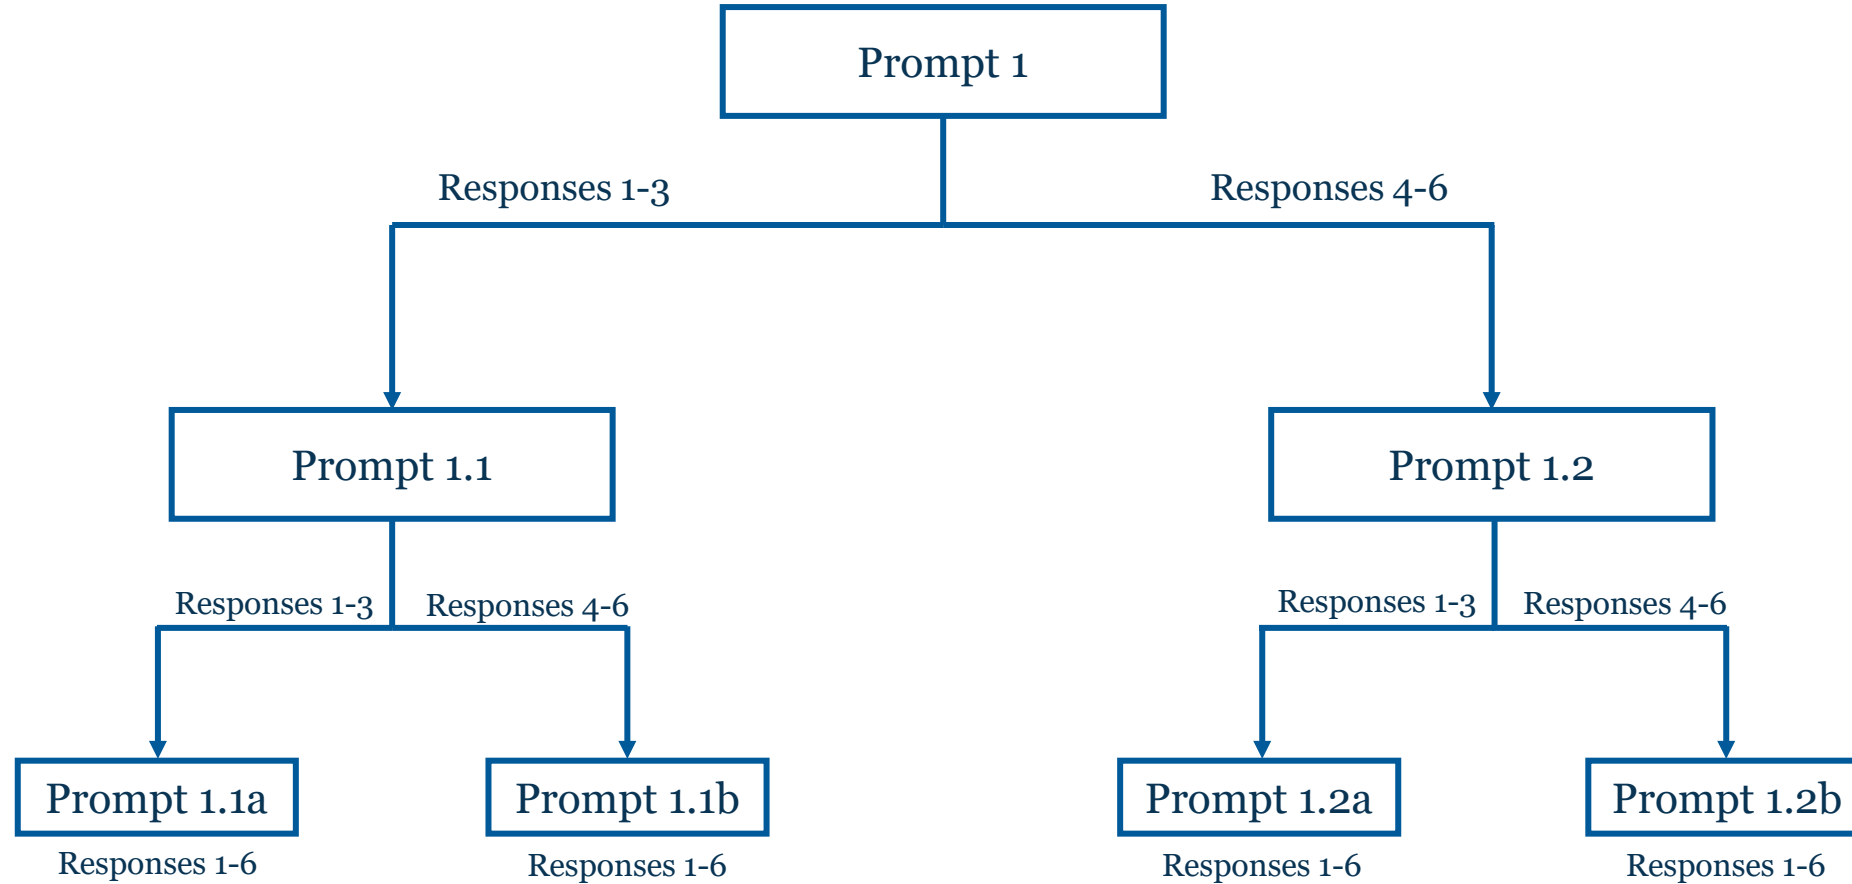 Prompt 1
Responses 1-3
Responses 4-6
Prompt 1.1
Prompt 1.2
Responses 1-3
Responses 4-6
Responses 1-3
Responses 4-6
Prompt 1.1a
Prompt 1.1b
Prompt 1.2a
Prompt 1.2b
Responses 1-6
Responses 1-6
Responses 1-6
Responses 1-6